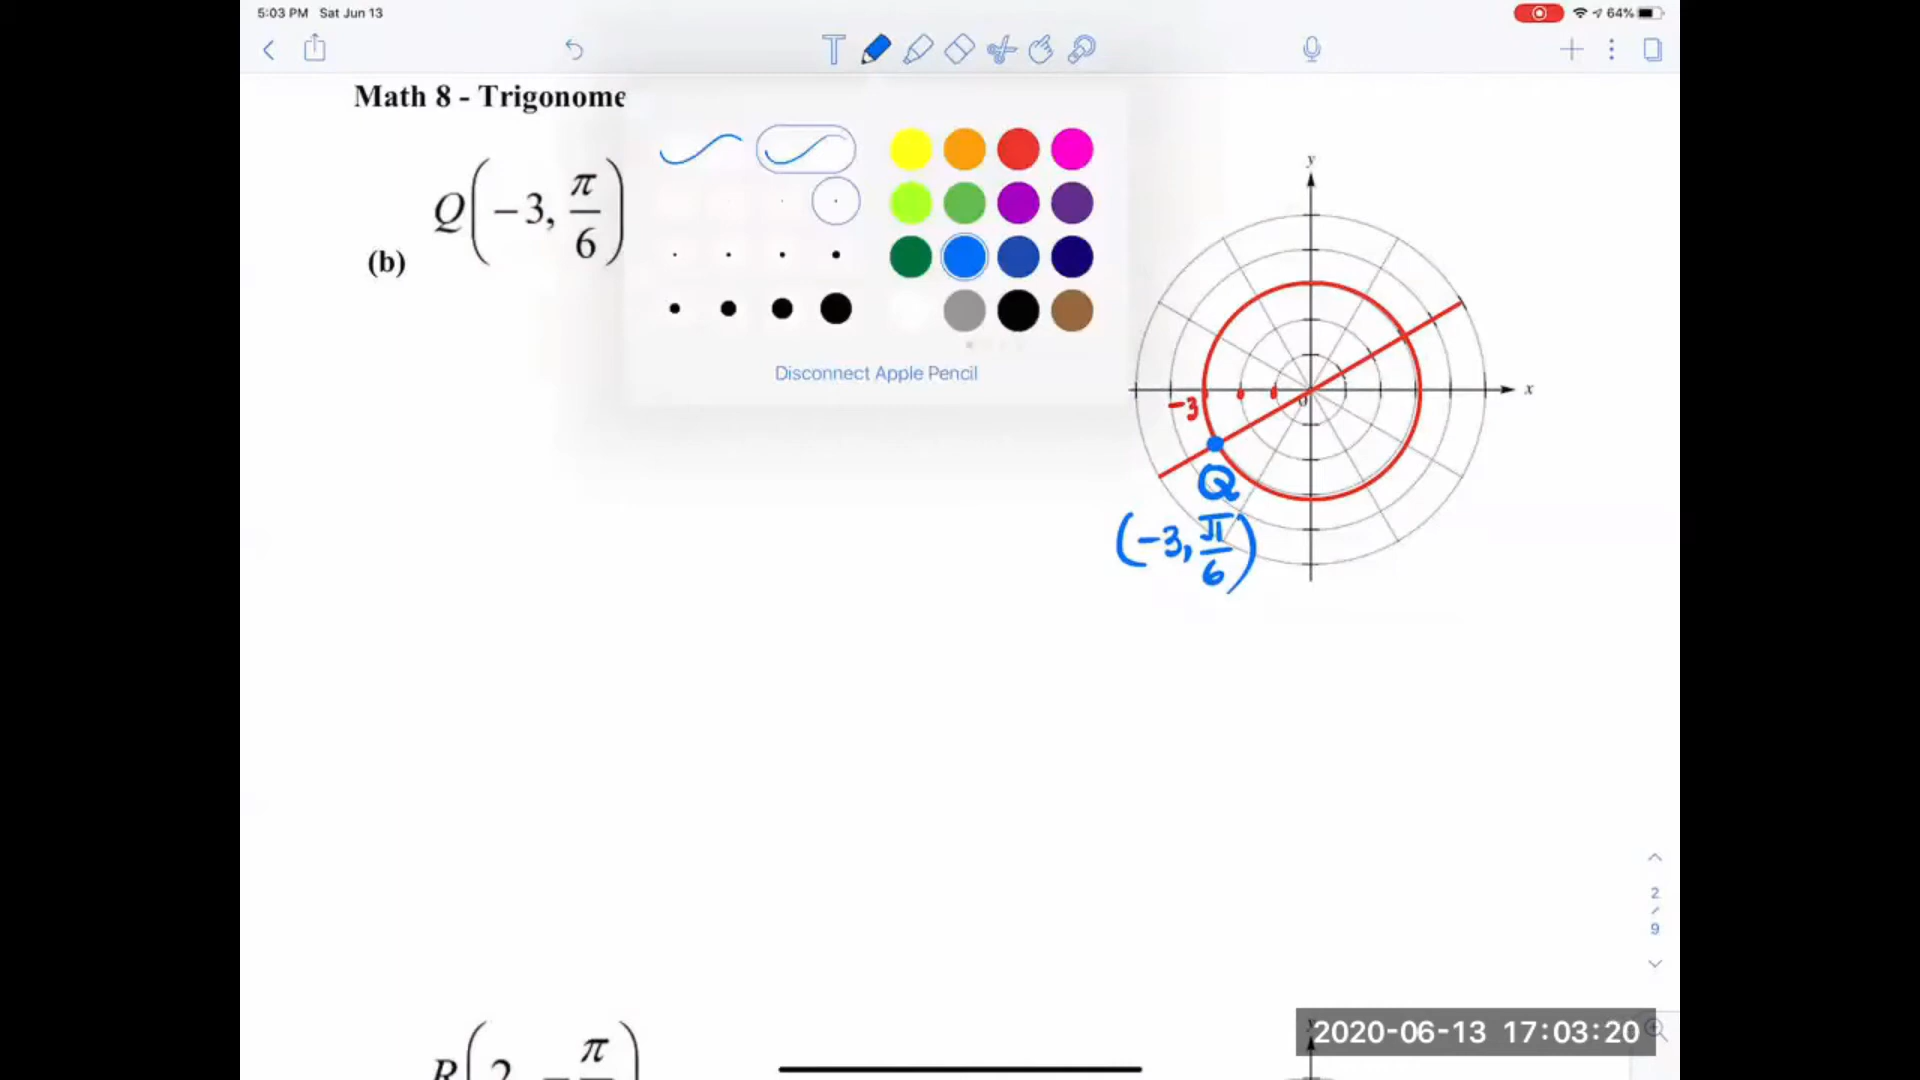 5:03 PM Sat Jun 13
64%
T
Math 8 - Trigonome
(b) Q(-3, π/6)
Disconnect Apple Pencil
y
x
0
-3
Q
(-3, π/6)
2
/
9
2020-06-13 17:03:20